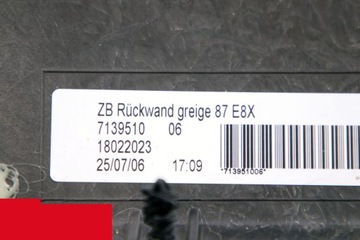 ZB Rückwand greige 87 E8X
7139510 06
18022023
25/07/06 17:09
*713951006*